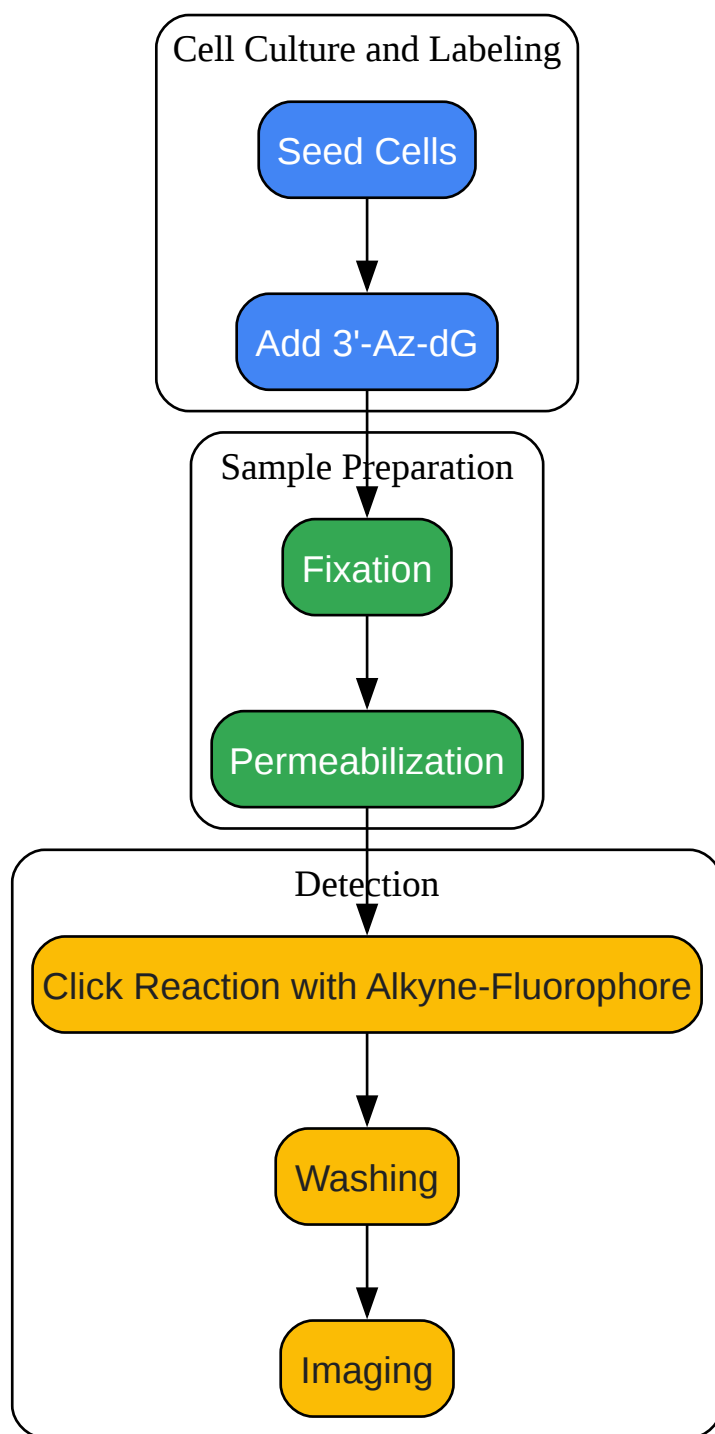 Cell Culture and Labeling
Seed Cells
Add 3'-Az-dG
Sample Preparation
Fixation
Permeabilization
Detection
Click Reaction with Alkyne-Fluorophore
Washing
Imaging